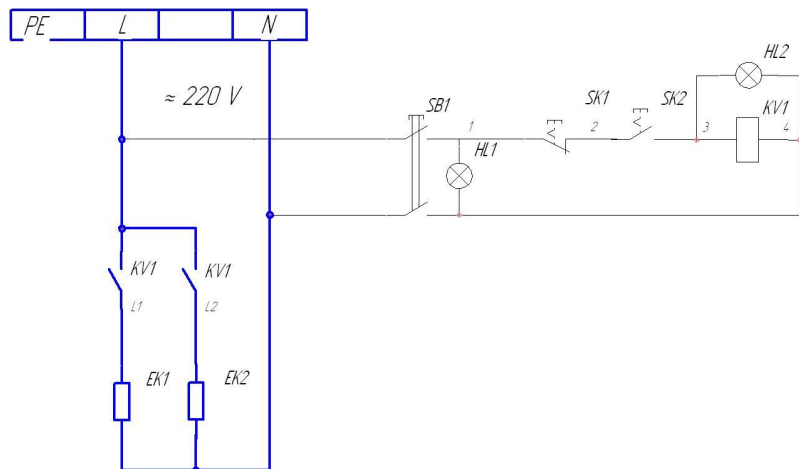 PE L N
≈ 220 V
SB1
HL1
1
SK1
2
SK2
3
HL2
KV1
4
KV1
L1
KV1
L2
EK1
EK2